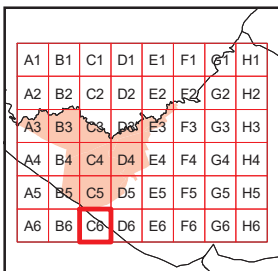 A1 B1 C1 D1 E1 F1 G1 H1
A2 B2 C2 D2 E2 F2 G2 H2
A3 B3 C3 D3 E3 F3 G3 H3
A4 B4 C4 D4 E4 F4 G4 H4
A5 B5 C5 D5 E5 F5 G5 H5
A6 B6 C6 D6 E6 F6 G6 H6